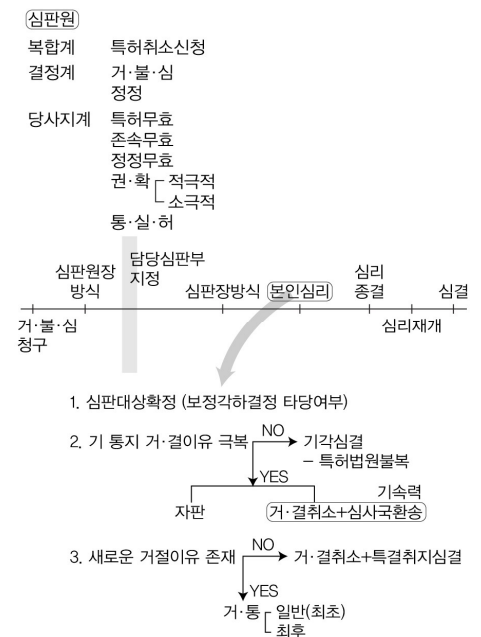 심판원
복합계 특허취소신청
결정계 거·불·심
정정
당사지계 특허무효
존속무효
정정무효
권·확 적극적
소극적
통·실·허
심판원장
방식
담당심판부
지정
심판장방식
본인심리
심리
종결
심결
거·불·심
청구
심리재개
1. 심판대상확정 (보정각하결정 타당여부)
2. 기 통지 거·결이유 극복
NO
기각심결
– 특허법원불복
YES
기속력
자판
거·결취소+심사국환송
3. 새로운 거절이유 존재
NO
거·결취소+특결취지심결
YES
거·통 일반(최초)
최후